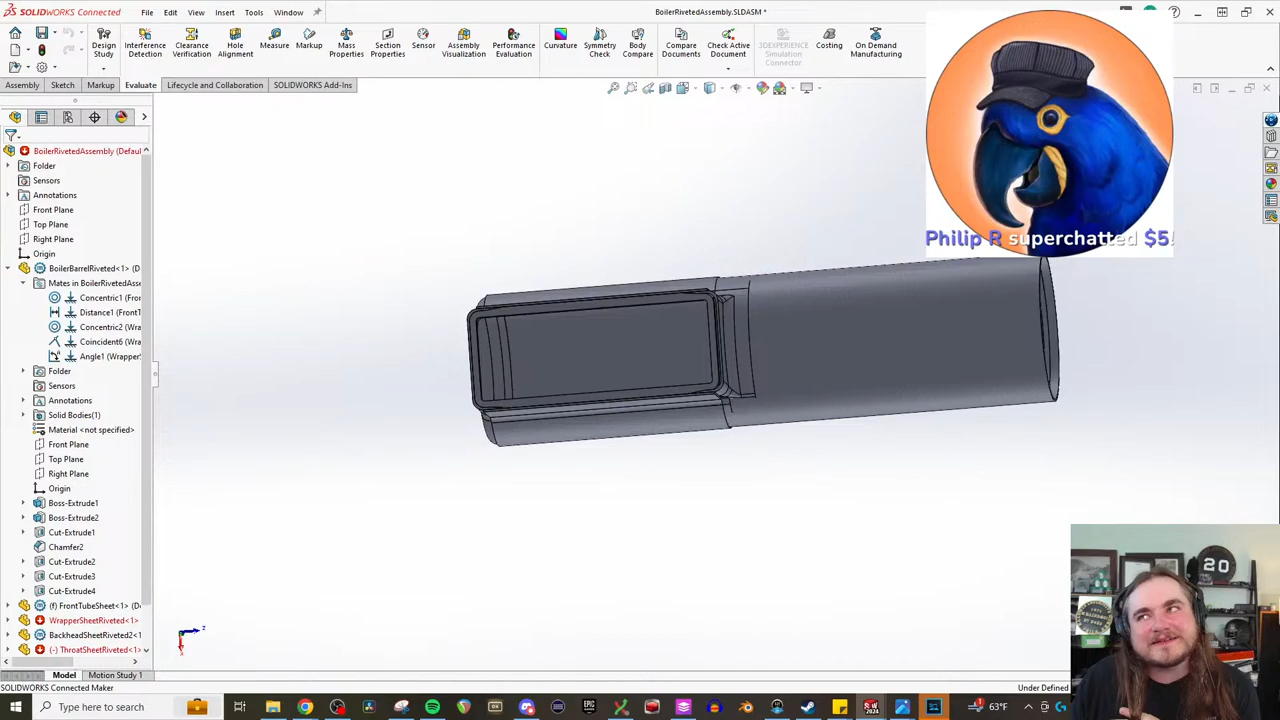 SOLIDWORKS Connected
File
Edit
View
Insert
Tools
Window
BoilerRivetedAssembly.SLDASM *
Design Study
Interference Detection
Clearance Verification
Hole Alignment
Measure
Markup
Mass Properties
Section Properties
Sensor
Assembly Visualization
Performance Evaluation
Curvature
Symmetry Check
Body Compare
Compare Documents
Check Active Document
3DEXPERIENCE Simulation Connector
Costing
On Demand Manufacturing
Assembly
Sketch
Markup
Evaluate
Lifecycle and Collaboration
SOLIDWORKS Add-Ins
Philip R superchatted $5!
BoilerRivetedAssembly (Defaul
Folder
Sensors
Annotations
Front Plane
Top Plane
Right Plane
Origin
BoilerBarrelRiveted<1> (D
Mates in BoilerRivetedAsse
Concentric1 (Fron
Distance1 (FrontT
Concentric2 (Wra
Coincident6 (Wra
Angle1 (WrapperS
Folder
Sensors
Annotations
Solid Bodies(1)
Material <not specified>
Front Plane
Top Plane
Right Plane
Origin
Boss-Extrude1
Boss-Extrude2
Cut-Extrude1
Chamfer2
Cut-Extrude2
Cut-Extrude3
Cut-Extrude4
(f) FrontTubeSheet<1> (D
WrapperSheetRiveted<1>
BackheadSheetRiveted2<1>
(-) ThroatSheetRiveted<1>
Z
X
20
Model
Motion Study 1
SOLIDWORKS Connected Maker
Under Defined
Type here to search
63°F